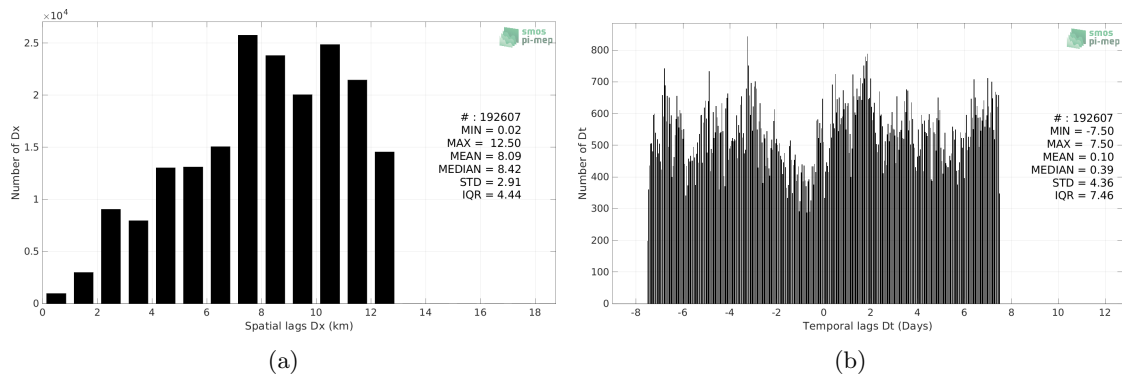 ×10⁴
2.5
2
1.5
1
0.5
0
Number of Dx
0 2 4 6 8 10 12 14 16 18
Spatial lags Dx (km)
smos
pi-mep
# : 192607
MIN = 0.02
MAX = 12.50
MEAN = 8.09
MEDIAN = 8.42
STD = 2.91
IQR = 4.44
(a)
800
700
600
500
400
300
200
100
0
Number of Dt
-8 -6 -4 -2 0 2 4 6 8 10 12
Temporal lags Dt (Days)
smos
pi-mep
# : 192607
MIN = -7.50
MAX = 7.50
MEAN = 0.10
MEDIAN = 0.39
STD = 4.36
IQR = 7.46
(b)